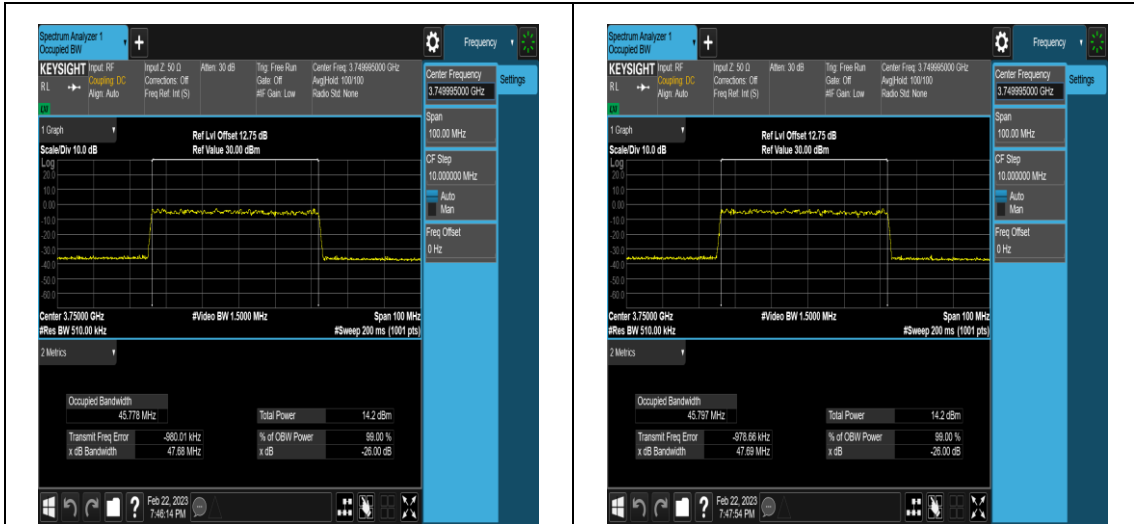 Spectrum Analyzer 1
Occupied BW
Frequency
KEYSIGHT Input: RF Input Z: 50 Ω Atten: 30 dB Trig: Free Run Center Freq: 3.749995000 GHz
RL Coupling: DC Corrections: Off Gate: Off Avg|Hold: 100/100
Align: Auto Freq Ref: Int (S) #IF Gain: Low Radio Std: None
Center Frequency
3.749995000 GHz
Settings
Span
100.00 MHz
CF Step
10.000000 MHz
Auto
Man
Freq Offset
0 Hz
1 Graph
Ref Lvl Offset 12.75 dB
Scale/Div 10.0 dB Ref Value 30.00 dBm
Log
20.0
10.0
0.00
-10.0
-20.0
-30.0
-40.0
-50.0
-60.0
Center 3.75000 GHz #Video BW 1.5000 MHz Span 100 MHz
#Res BW 510.00 kHz #Sweep 200 ms (1001 pts)
2 Metrics
Occupied Bandwidth
45.778 MHz Total Power 14.2 dBm
Transmit Freq Error -980.01 kHz % of OBW Power 99.00 %
x dB Bandwidth 47.68 MHz x dB -26.00 dB
Feb 22, 2023
7:46:14 PM
Spectrum Analyzer 1
Occupied BW
Frequency
KEYSIGHT Input: RF Input Z: 50 Ω Atten: 30 dB Trig: Free Run Center Freq: 3.749995000 GHz
RL Coupling: DC Corrections: Off Gate: Off Avg|Hold: 100/100
Align: Auto Freq Ref: Int (S) #IF Gain: Low Radio Std: None
Center Frequency
3.749995000 GHz
Settings
Span
100.00 MHz
CF Step
10.000000 MHz
Auto
Man
Freq Offset
0 Hz
1 Graph
Ref Lvl Offset 12.75 dB
Scale/Div 10.0 dB Ref Value 30.00 dBm
Log
20.0
10.0
0.00
-10.0
-20.0
-30.0
-40.0
-50.0
-60.0
Center 3.75000 GHz #Video BW 1.5000 MHz Span 100 MHz
#Res BW 510.00 kHz #Sweep 200 ms (1001 pts)
2 Metrics
Occupied Bandwidth
45.797 MHz Total Power 14.2 dBm
Transmit Freq Error -978.66 kHz % of OBW Power 99.00 %
x dB Bandwidth 47.69 MHz x dB -26.00 dB
Feb 22, 2023
7:47:54 PM